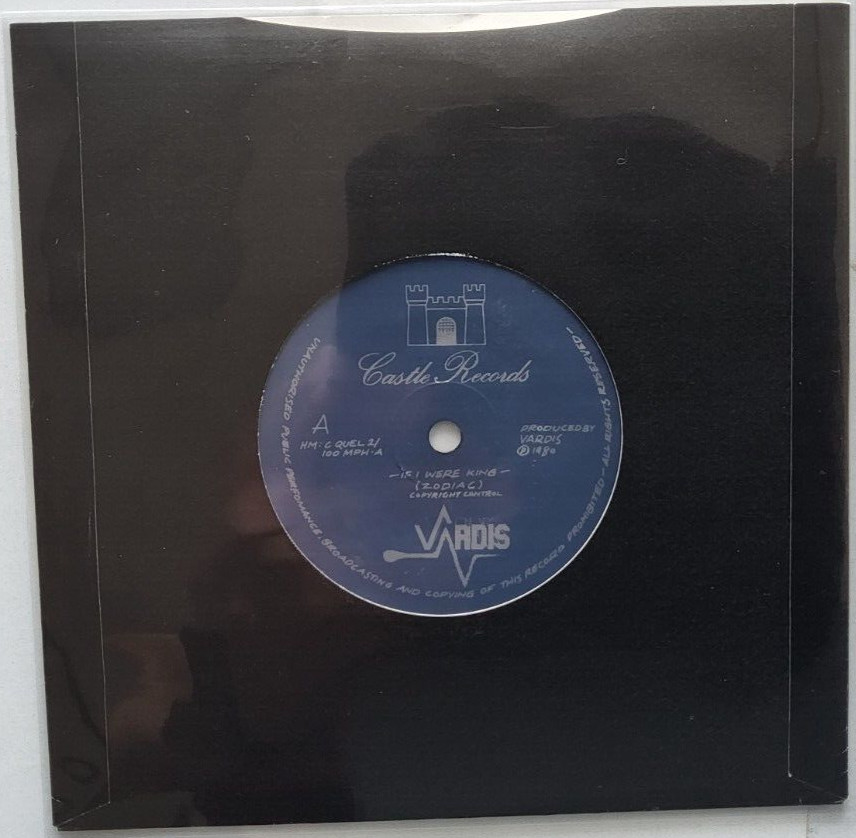 Castle Records
A
HM: C QUEL 2/
100 MPH-A
PRODUCED BY
VARDIS
Ⓟ 1980
—IF I WERE KING—
(ZODIAC)
COPYRIGHT CONTROL
VARDIS
UNAUTHORISED PUBLIC PERFOMANCE. BROADCASTING AND COPYING OF THIS RECORD PROHIBITED—ALL RIGHTS RESERVED—